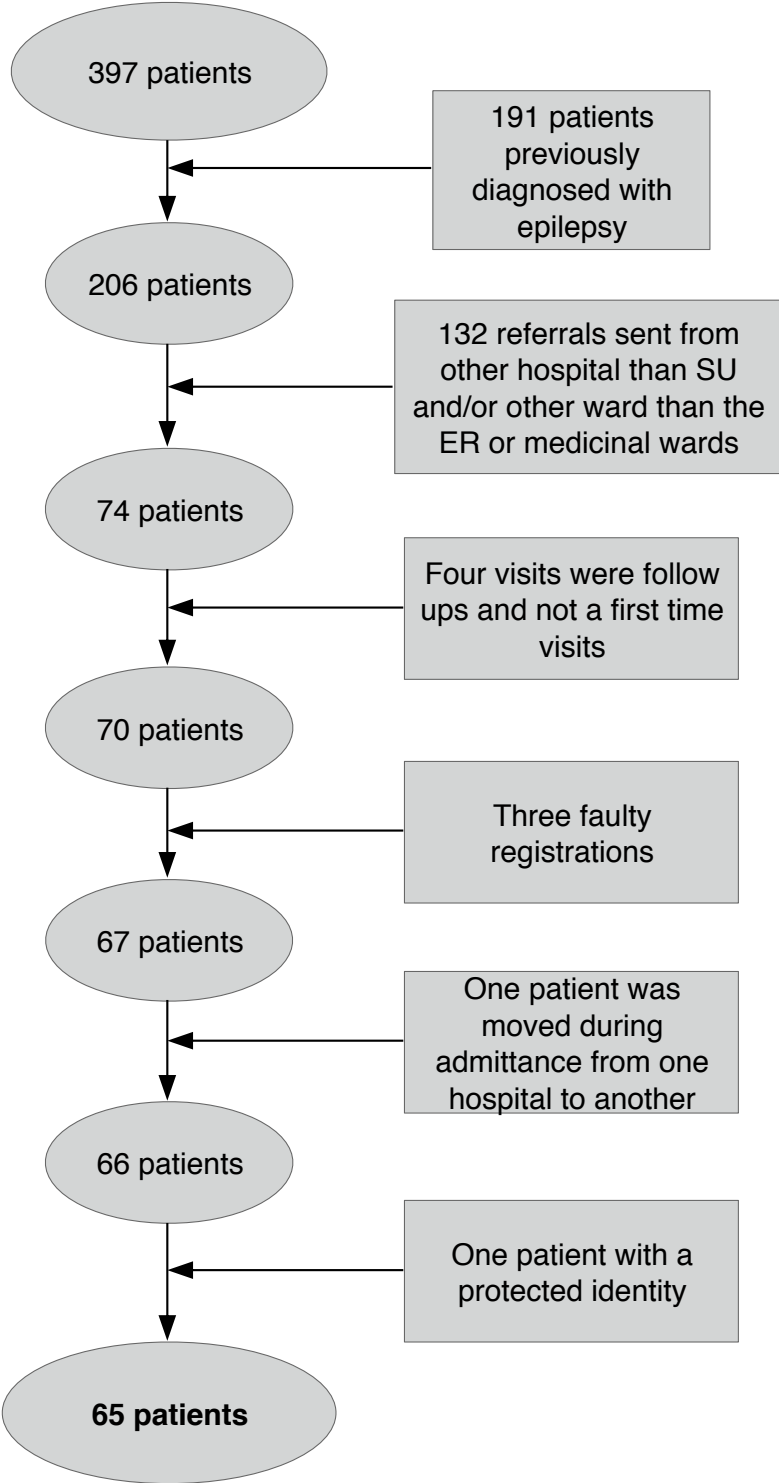 397 patients
191 patients
previously
diagnosed with
epilepsy
206 patients
132 referrals sent from
other hospital than SU
and/or other ward than the
ER or medicinal wards
74 patients
Four visits were follow
ups and not a first time
visits
70 patients
Three faulty
registrations
67 patients
One patient was
moved during
admittance from one
hospital to another
66 patients
One patient with a
protected identity
65 patients